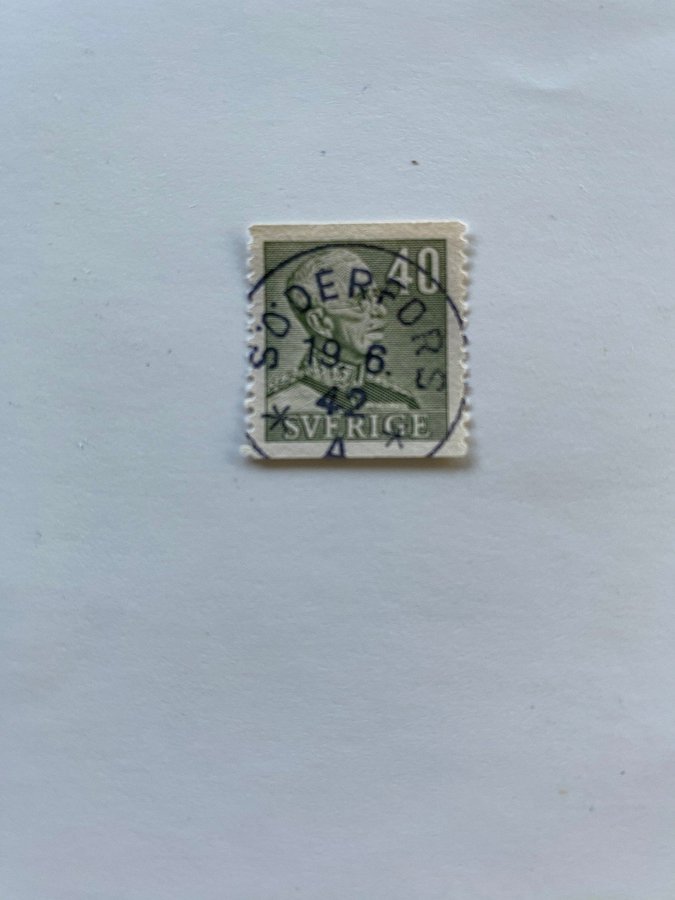 40
SÖDERFORS
19.6.
42
SVERIGE
A